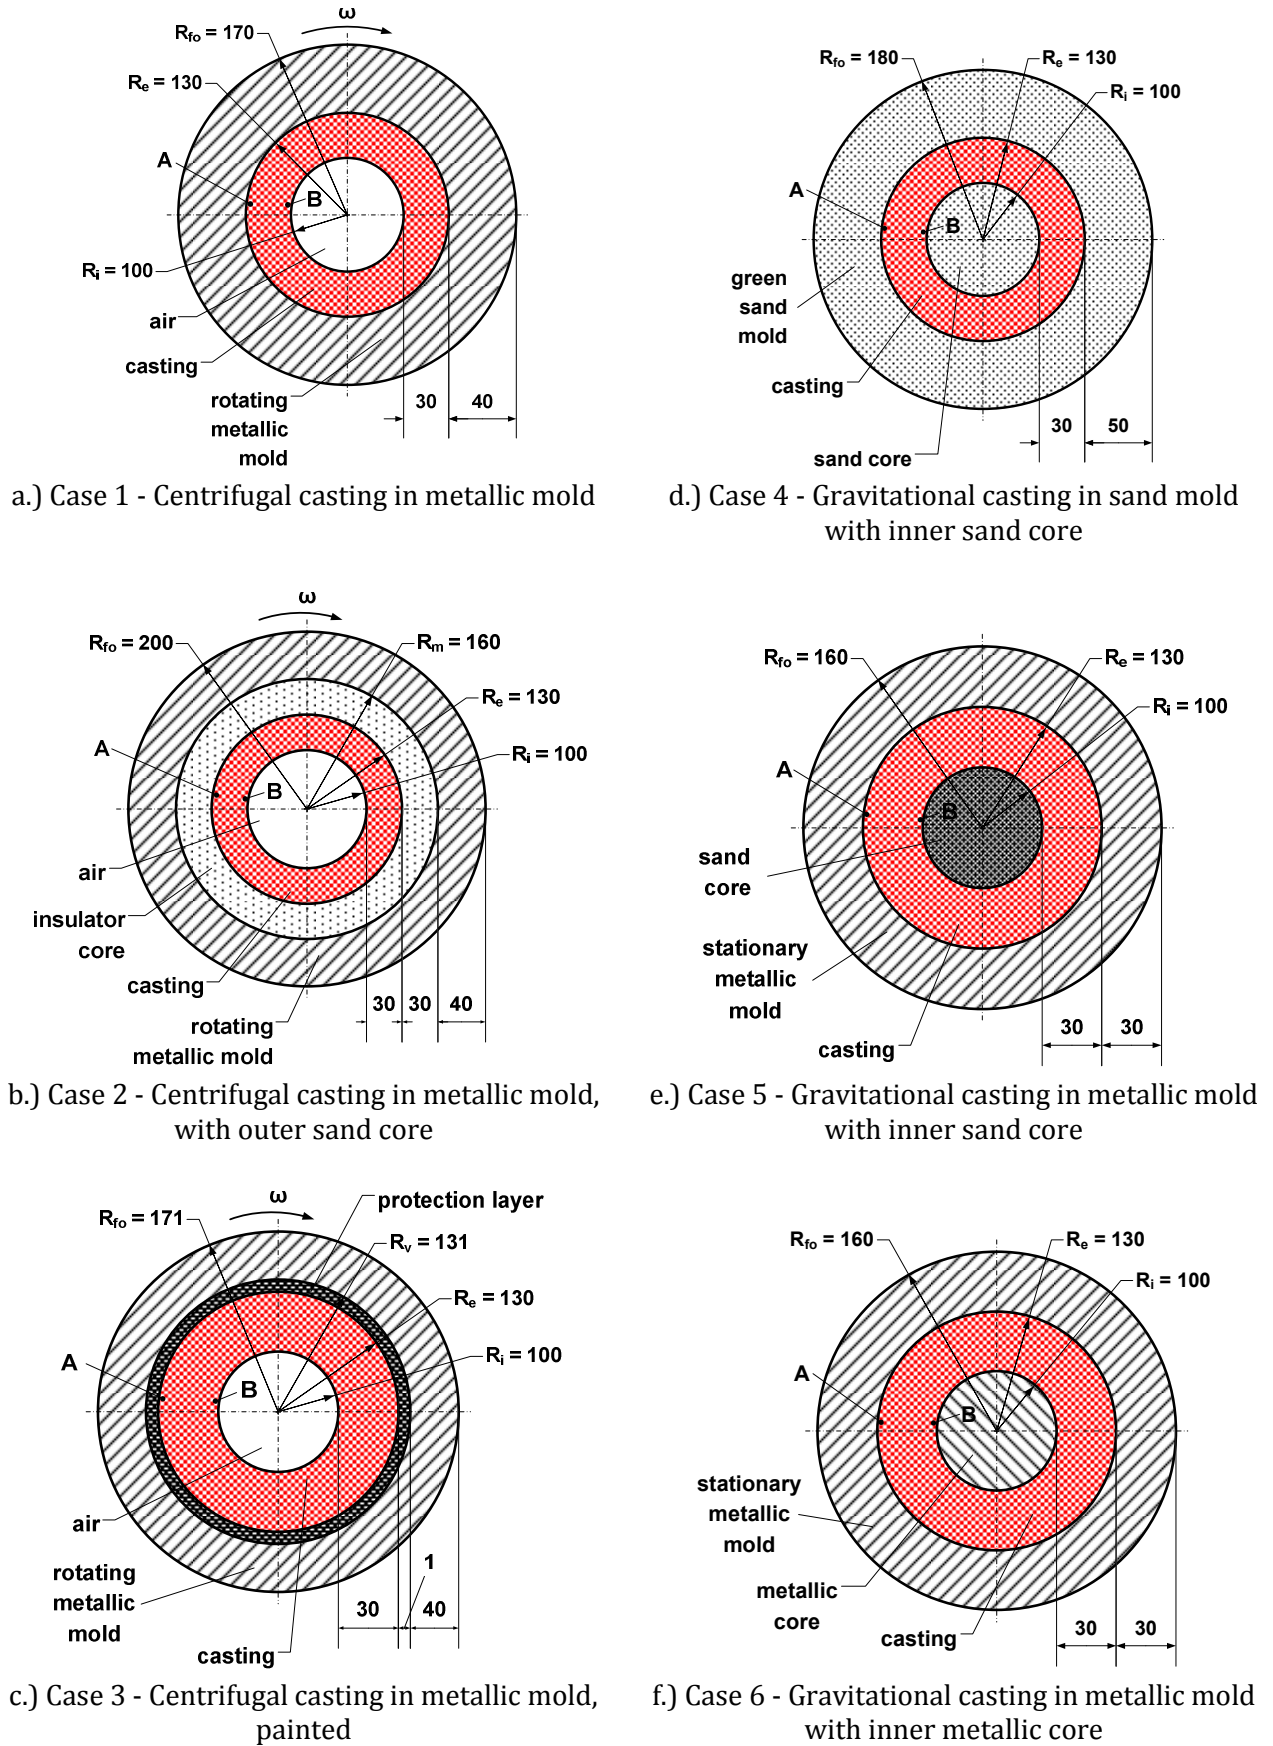 ω
Rfo = 170
Re = 130
A
B
Ri = 100
air
casting
rotating
metallic
mold
30
40
a.) Case 1 - Centrifugal casting in metallic mold
Rfo = 180
Re = 130
Ri = 100
A
B
green
sand
mold
casting
sand core
30
50
d.) Case 4 - Gravitational casting in sand mold
with inner sand core
ω
Rfo = 200
Rm = 160
Re = 130
Ri = 100
A
B
air
insulator
core
casting
rotating
metallic mold
30
30
40
b.) Case 2 - Centrifugal casting in metallic mold,
with outer sand core
Rfo = 160
Re = 130
Ri = 100
A
B
sand
core
stationary
metallic
mold
casting
30
30
e.) Case 5 - Gravitational casting in metallic mold
with inner sand core
ω
protection layer
Rfo = 171
Rv = 131
Re = 130
Ri = 100
A
B
air
rotating
metallic
mold
casting
30
1
40
c.) Case 3 - Centrifugal casting in metallic mold,
painted
Rfo = 160
Re = 130
Ri = 100
A
B
stationary
metallic
mold
metallic
core
casting
30
30
f.) Case 6 - Gravitational casting in metallic mold
with inner metallic core